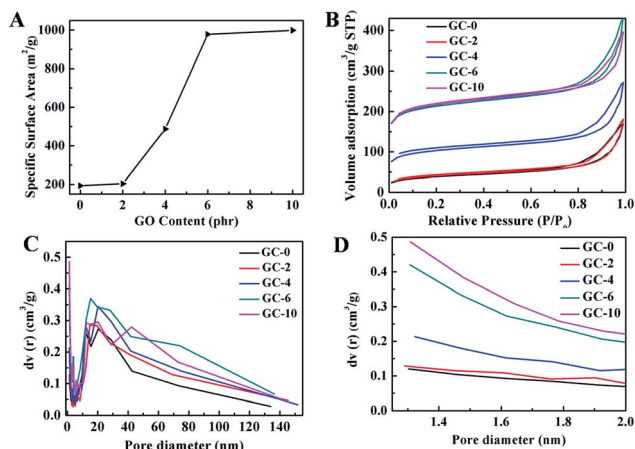 A
Specific Surface Area (m²/g)
1000
800
600
400
200
0 2 4 6 8 10
GO Content (phr)
B
Volume adsorption (cm³/g STP)
400
300
200
100
0
GC-0
GC-2
GC-4
GC-6
GC-10
0.0 0.2 0.4 0.6 0.8 1.0
Relative Pressure (P/Pₒ)
C
dv (r) (cm³/g)
0.5
0.4
0.3
0.2
0.1
0.0
GC-0
GC-2
GC-4
GC-6
GC-10
0 20 40 60 80 100 120 140
Pore diameter (nm)
D
dv (r) (cm³/g)
0.5
0.4
0.3
0.2
0.1
0.0
GC-0
GC-2
GC-4
GC-6
GC-10
1.4 1.6 1.8 2.0
Pore diameter (nm)